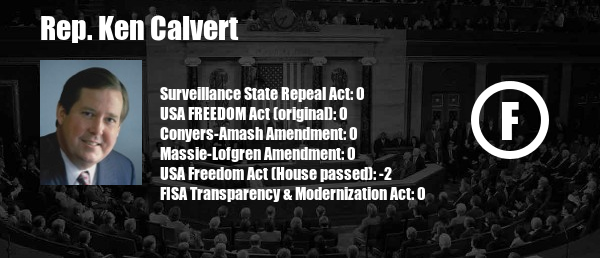 Rep. Ken Calvert
Surveillance State Repeal Act: 0
USA FREEDOM Act (original): 0
Conyers-Amash Amendment: 0
Massie-Lofgren Amendment: 0
USA Freedom Act (House passed): -2
FISA Transparency & Modernization Act: 0
F